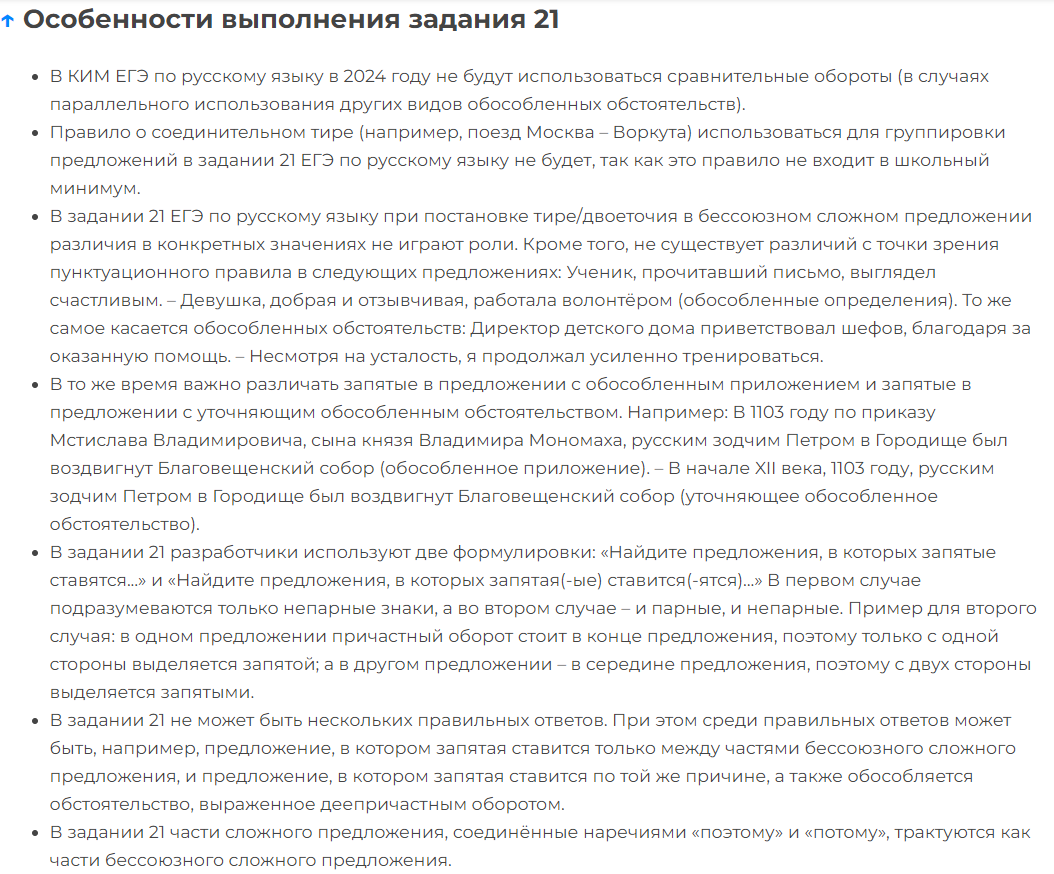 ↑ Особенности выполнения задания 21
• В КИМ ЕГЭ по русскому языку в 2024 году не будут использоваться сравнительные обороты (в случаях
параллельного использования других видов обособленных обстоятельств).
• Правило о соединительном тире (например, поезд Москва – Воркута) использоваться для группировки
предложений в задании 21 ЕГЭ по русскому языку не будет, так как это правило не входит в школьный
минимум.
• В задании 21 ЕГЭ по русскому языку при постановке тире/двоеточия в бессоюзном сложном предложении
различия в конкретных значениях не играют роли. Кроме того, не существует различий с точки зрения
пунктуационного правила в следующих предложениях: Ученик, прочитавший письмо, выглядел
счастливым. – Девушка, добрая и отзывчивая, работала волонтёром (обособленные определения). То же
самое касается обособленных обстоятельств: Директор детского дома приветствовал шефов, благодаря за
оказанную помощь. – Несмотря на усталость, я продолжал усиленно тренироваться.
• В то же время важно различать запятые в предложении с обособленным приложением и запятые в
предложении с уточняющим обособленным обстоятельством. Например: В 1103 году по приказу
Мстислава Владимировича, сына князя Владимира Мономаха, русским зодчим Петром в Городище был
воздвигнут Благовещенский собор (обособленное приложение). – В начале XII века, 1103 году, русским
зодчим Петром в Городище был воздвигнут Благовещенский собор (уточняющее обособленное
обстоятельство).
• В задании 21 разработчики используют две формулировки: «Найдите предложения, в которых запятые
ставятся…» и «Найдите предложения, в которых запятая(-ые) ставится(-ятся)…» В первом случае
подразумеваются только непарные знаки, а во втором случае – и парные, и непарные. Пример для второго
случая: в одном предложении причастный оборот стоит в конце предложения, поэтому только с одной
стороны выделяется запятой; а в другом предложении – в середине предложения, поэтому с двух стороны
выделяется запятыми.
• В задании 21 не может быть нескольких правильных ответов. При этом среди правильных ответов может
быть, например, предложение, в котором запятая ставится только между частями бессоюзного сложного
предложения, и предложение, в котором запятая ставится по той же причине, а также обособляется
обстоятельство, выраженное деепричастным оборотом.
• В задании 21 части сложного предложения, соединённые наречиями «поэтому» и «потому», трактуются как
части бессоюзного сложного предложения.